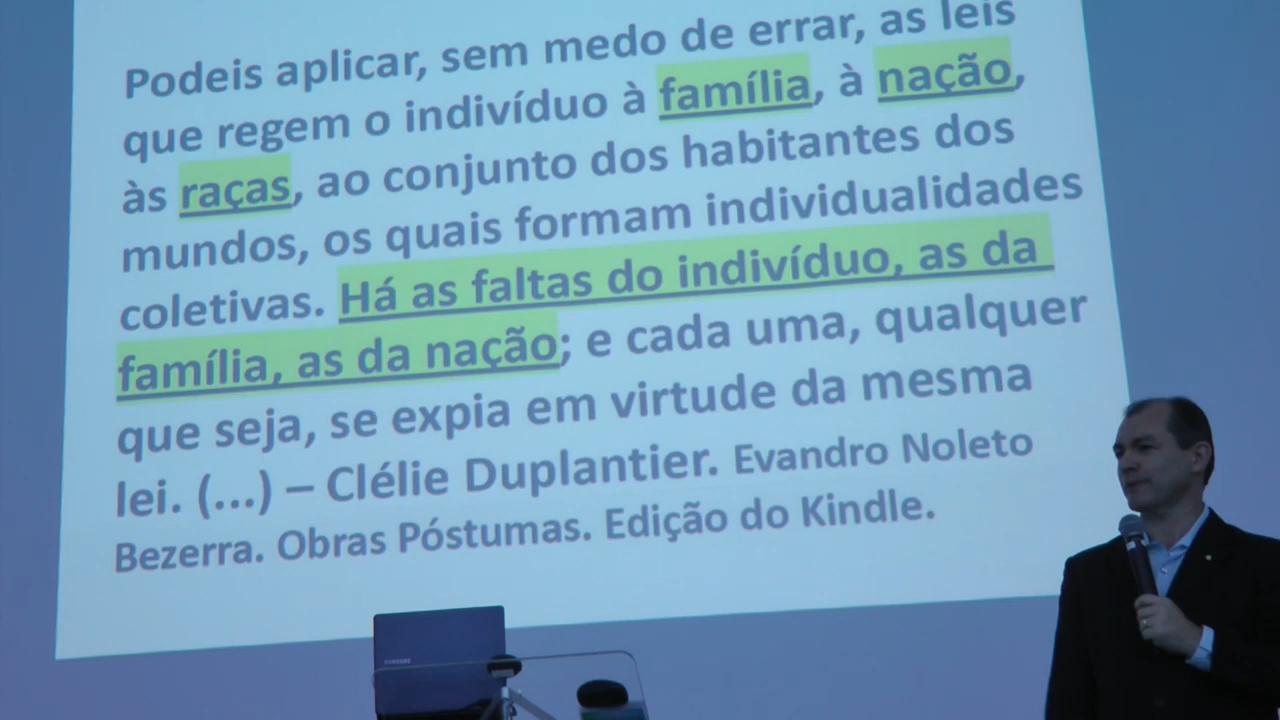 Podeis aplicar, sem medo de errar, as leis
que regem o indivíduo à família, à nação,
às raças, ao conjunto dos habitantes dos
mundos, os quais formam individualidades
coletivas. Há as faltas do indivíduo, as da
família, as da nação; e cada uma, qualquer
que seja, se expia em virtude da mesma
lei. (...) – Clélie Duplantier. Evandro Noleto
Bezerra. Obras Póstumas. Edição do Kindle.
SAMSUNG